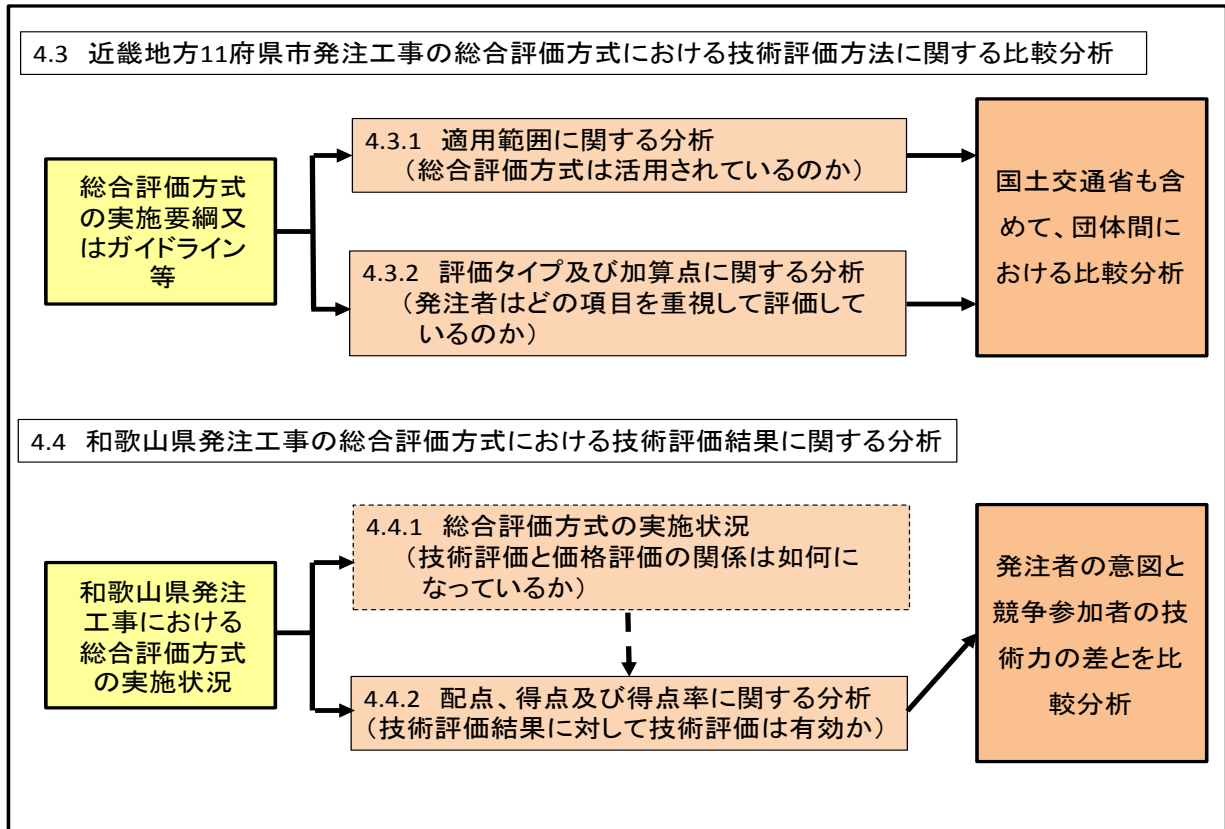 4.3 近畿地方11府県市発注工事の総合評価方式における技術評価方法に関する比較分析
総合評価方式
の実施要綱又
はガイドライン
等
4.3.1 適用範囲に関する分析
（総合評価方式は活用されているのか）
4.3.2 評価タイプ及び加算点に関する分析
（発注者はどの項目を重視して評価して
いるのか）
国土交通省も含
めて、団体間に
おける比較分析
4.4 和歌山県発注工事の総合評価方式における技術評価結果に関する分析
和歌山県発注
工事における
総合評価方式
の実施状況
4.4.1 総合評価方式の実施状況
（技術評価と価格評価の関係は如何に
なっているか）
4.4.2 配点、得点及び得点率に関する分析
（技術評価結果に対して技術評価は有効か）
発注者の意図と
競争参加者の技
術力の差とを比
較分析